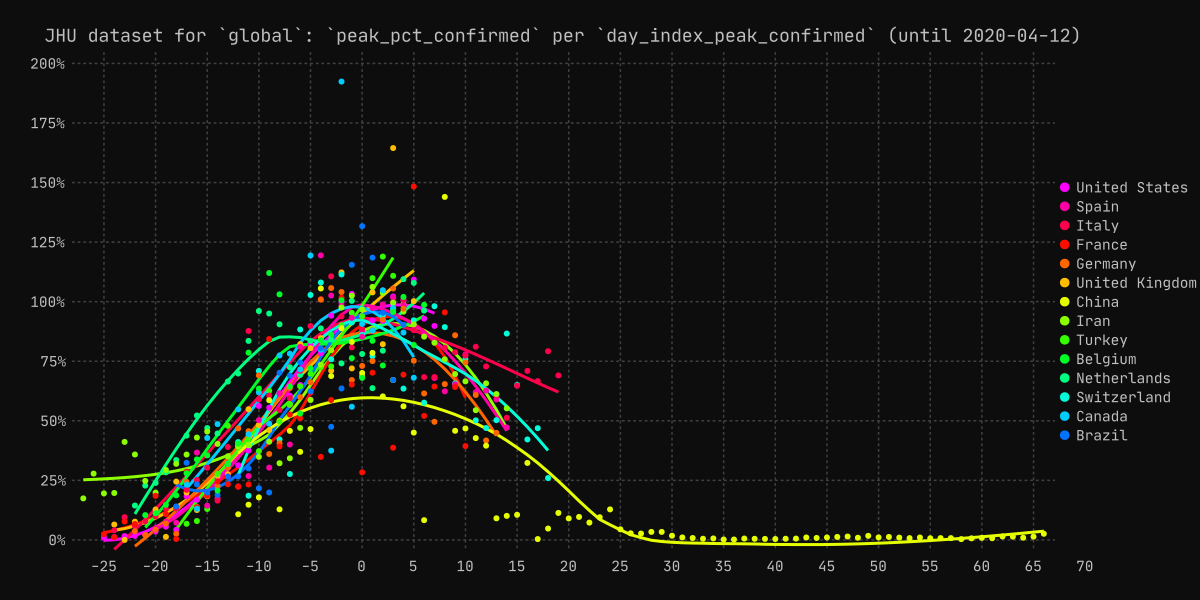 JHU dataset for `global`: `peak_pct_confirmed` per `day_index_peak_confirmed` (until 2020-04-12)
200%
175%
150%
125%
100%
75%
50%
25%
0%
-25 -20 -15 -10 -5 0 5 10 15 20 25 30 35 40 45 50 55 60 65 70
United States
Spain
Italy
France
Germany
United Kingdom
China
Iran
Turkey
Belgium
Netherlands
Switzerland
Canada
Brazil